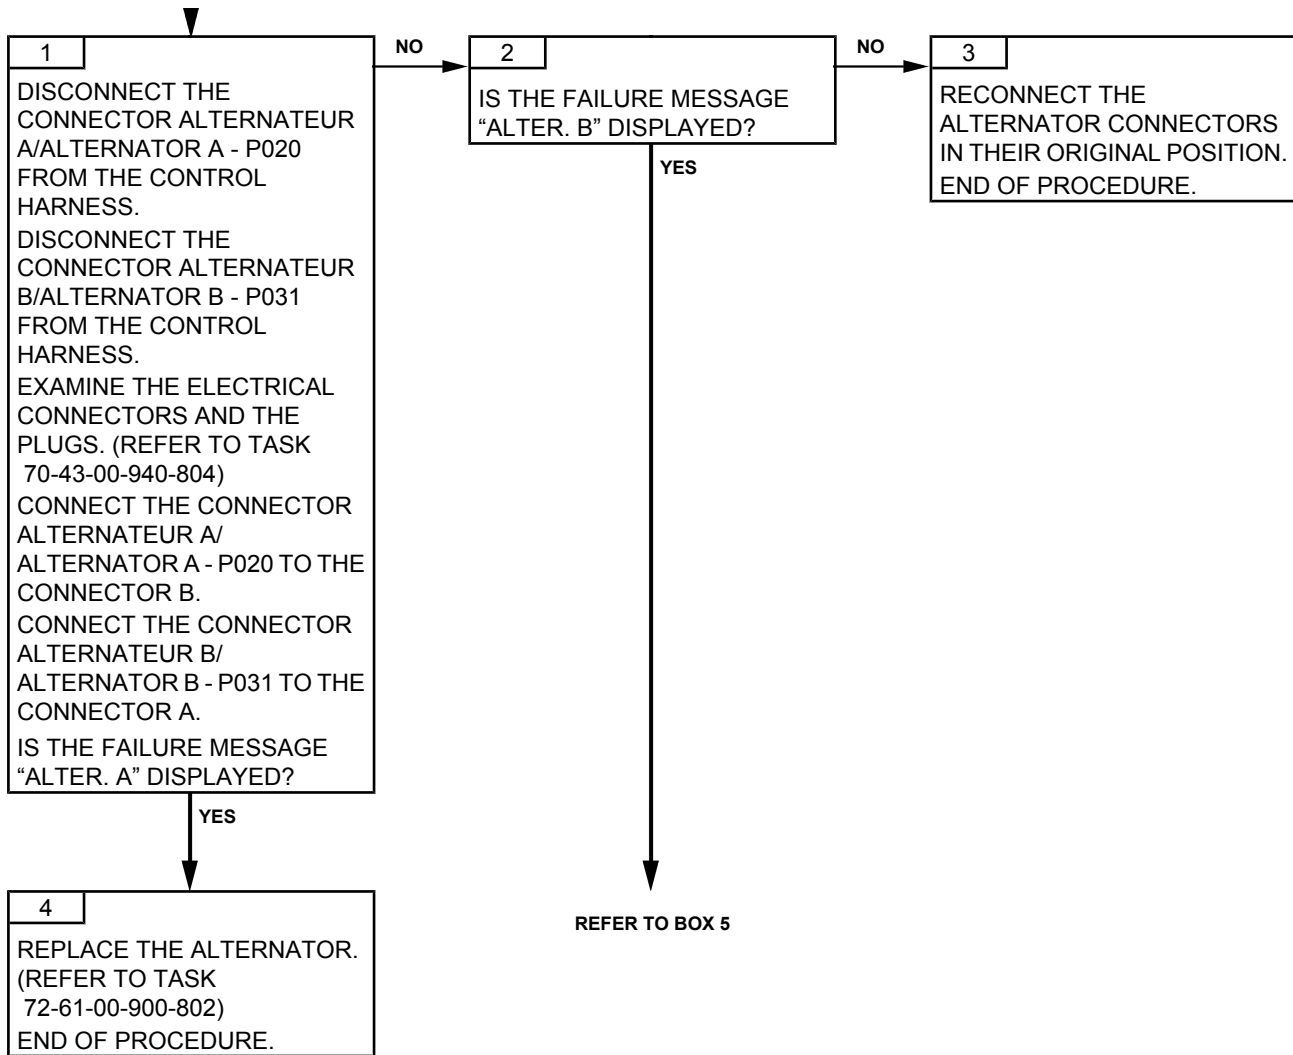 1
DISCONNECT THE
CONNECTOR ALTERNATEUR
A/ALTERNATOR A - P020
FROM THE CONTROL
HARNESS.
DISCONNECT THE
CONNECTOR ALTERNATEUR
B/ALTERNATOR B - P031
FROM THE CONTROL
HARNESS.
EXAMINE THE ELECTRICAL
CONNECTORS AND THE
PLUGS. (REFER TO TASK
70-43-00-940-804)
CONNECT THE CONNECTOR
ALTERNATEUR A/
ALTERNATOR A - P020 TO THE
CONNECTOR B.
CONNECT THE CONNECTOR
ALTERNATEUR B/
ALTERNATOR B - P031 TO THE
CONNECTOR A.
IS THE FAILURE MESSAGE
“ALTER. A” DISPLAYED?
NO
2
IS THE FAILURE MESSAGE
“ALTER. B” DISPLAYED?
NO
3
RECONNECT THE
ALTERNATOR CONNECTORS
IN THEIR ORIGINAL POSITION.
END OF PROCEDURE.
YES
YES
4
REPLACE THE ALTERNATOR.
(REFER TO TASK
72-61-00-900-802)
END OF PROCEDURE.
REFER TO BOX 5